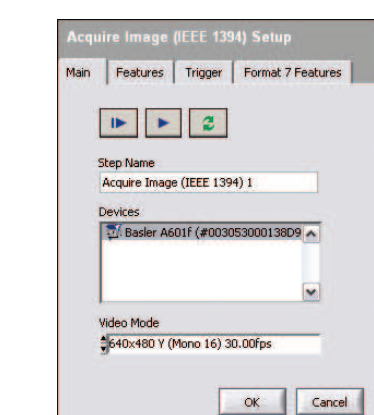 Acquire Image (IEEE 1394) Setup
Main Features Trigger Format 7 Features
Step Name
Acquire Image (IEEE 1394) 1
Devices
Basler A601f (#003053000138D9
Video Mode
640x480 Y (Mono 16) 30.00fps
OK Cancel